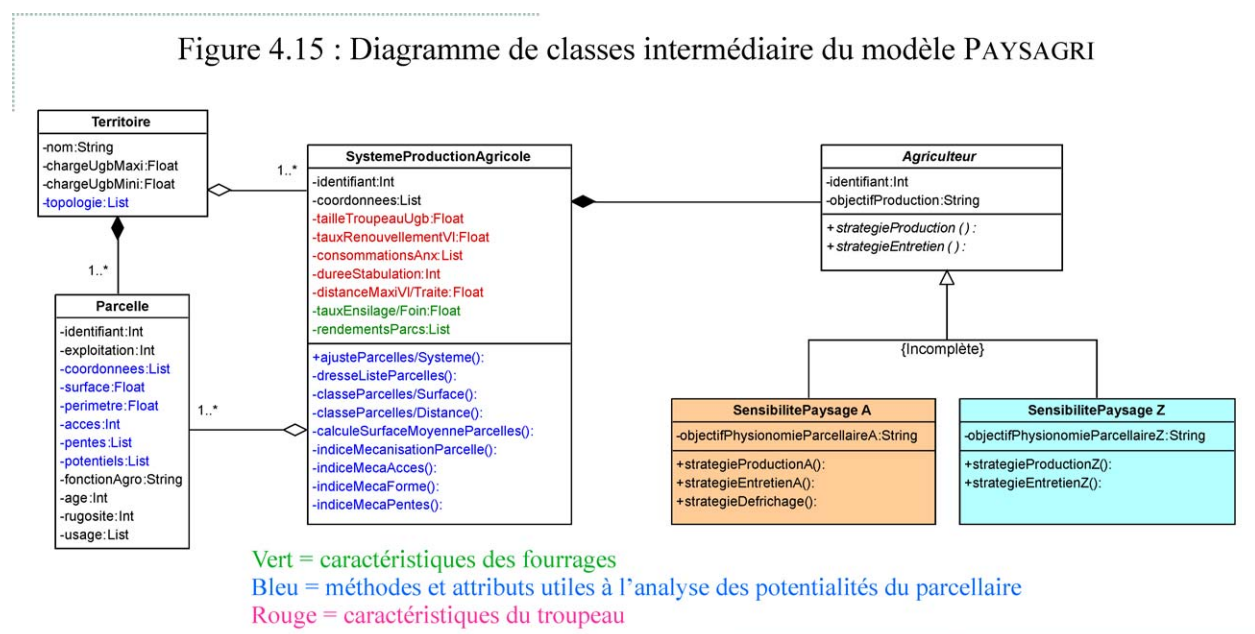 Figure 4.15 : Diagramme de classes intermédiaire du modèle PAYSAGRI
Territoire
-nom:String
-chargeUgbMaxi:Float
-chargeUgbMini:Float
-topologie:List
1..*
1..*
Parcelle
-identifiant:Int
-exploitation:Int
-coordonnees:List
-surface:Float
-perimetre:Float
-acces:Int
-pentes:List
-potentiels:List
-fonctionAgro:String
-age:Int
-rugosite:Int
-usage:List
1..*
SystemeProductionAgricole
-identifiant:Int
-coordonnees:List
-tailleTroupeauUgb:Float
-tauxRenouvellementVl:Float
-consommationsAnx:List
-dureeStabulation:Int
-distanceMaxiVl/Traite:Float
-tauxEnsilage/Foin:Float
-rendementsParcs:List
+ajusteParcelles/Systeme():
-dresseListeParcelles():
-classeParcelles/Surface():
-classeParcelles/Distance():
-calculeSurfaceMoyenneParcelles():
-indiceMecanisationParcelle():
-indiceMecaAcces():
-indiceMecaForme():
-indiceMecaPentes():
Agriculteur
-identifiant:Int
-objectifProduction:String
+strategieProduction ( ) :
+strategieEntretien ( ) :
{Incomplète}
SensibilitePaysage A
-objectifPhysionomieParcellaireA:String
+strategieProductionA():
+strategieEntretienA():
+strategieDefrichage():
SensibilitePaysage Z
-objectifPhysionomieParcellaireZ:String
+strategieProductionZ():
+strategieEntretienZ():
Vert = caractéristiques des fourrages
Bleu = méthodes et attributs utiles à l'analyse des potentialités du parcellaire
Rouge = caractéristiques du troupeau